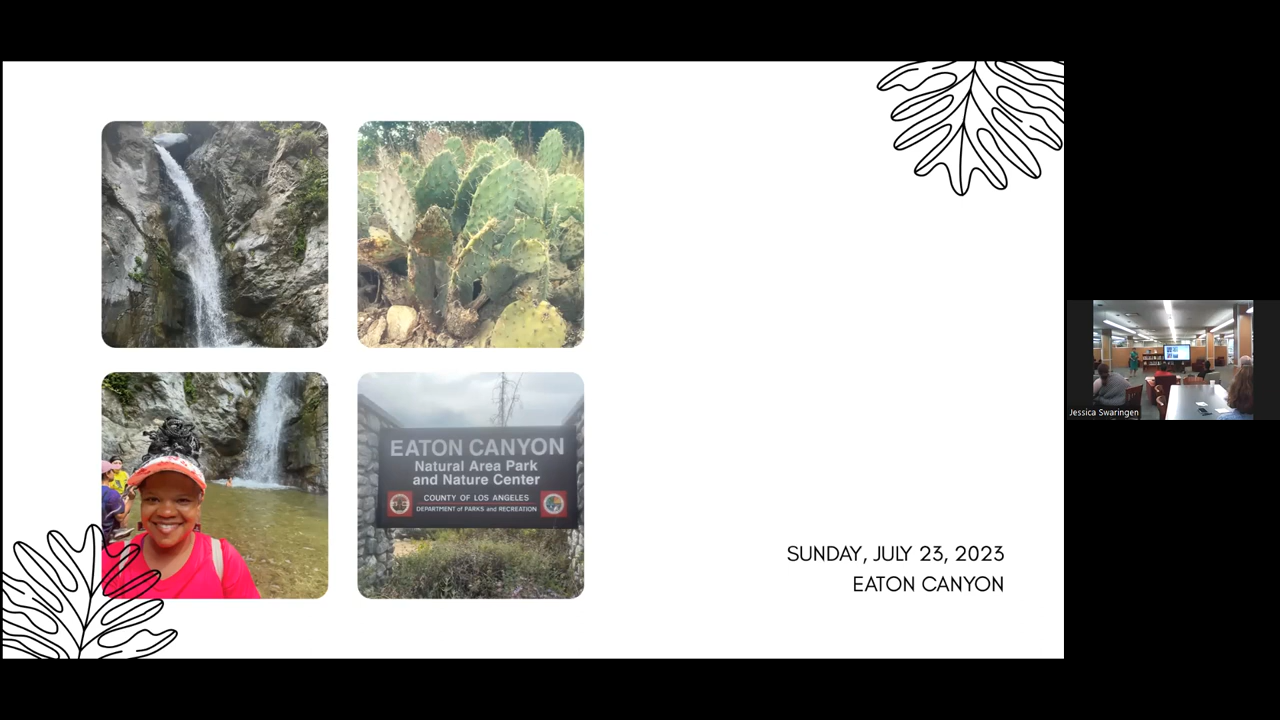 EATON CANYON
Natural Area Park
and Nature Center
COUNTY OF LOS ANGELES
DEPARTMENT of PARKS and RECREATION
SUNDAY, JULY 23, 2023
EATON CANYON
Jessica Swaringen